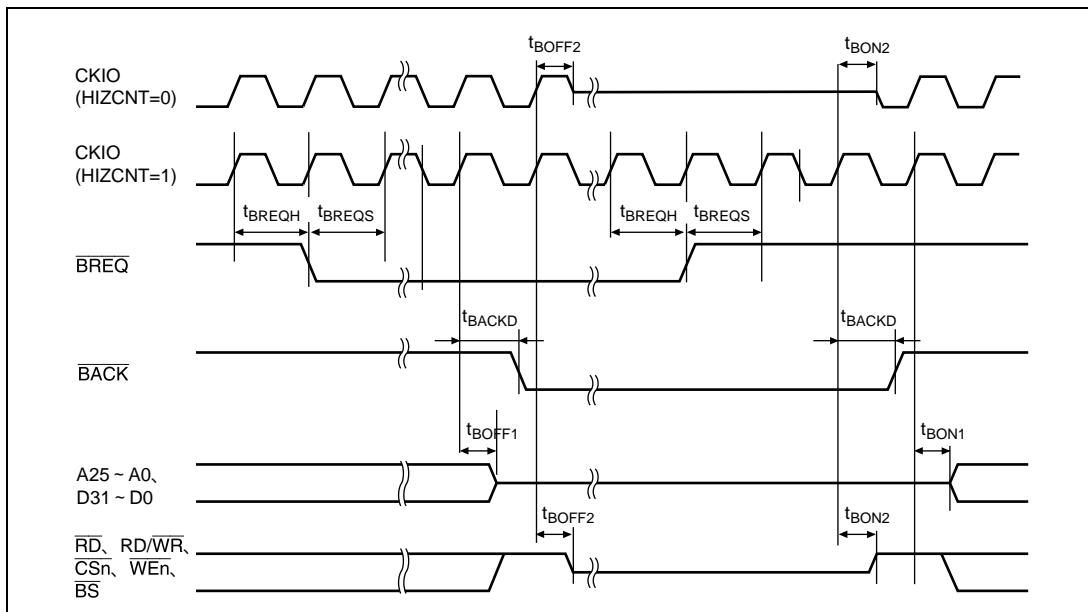 tBOFF2
tBON2
CKIO
(HIZCNT=0)
CKIO
(HIZCNT=1)
tBREQH
tBREQS
tBREQH
tBREQS
BREQ
tBACKD
tBACKD
BACK
tBOFF1
tBON1
A25 ~ A0、
D31 ~ D0
tBOFF2
tBON2
RD、 RD/WR、
CSn、 WEn、
BS